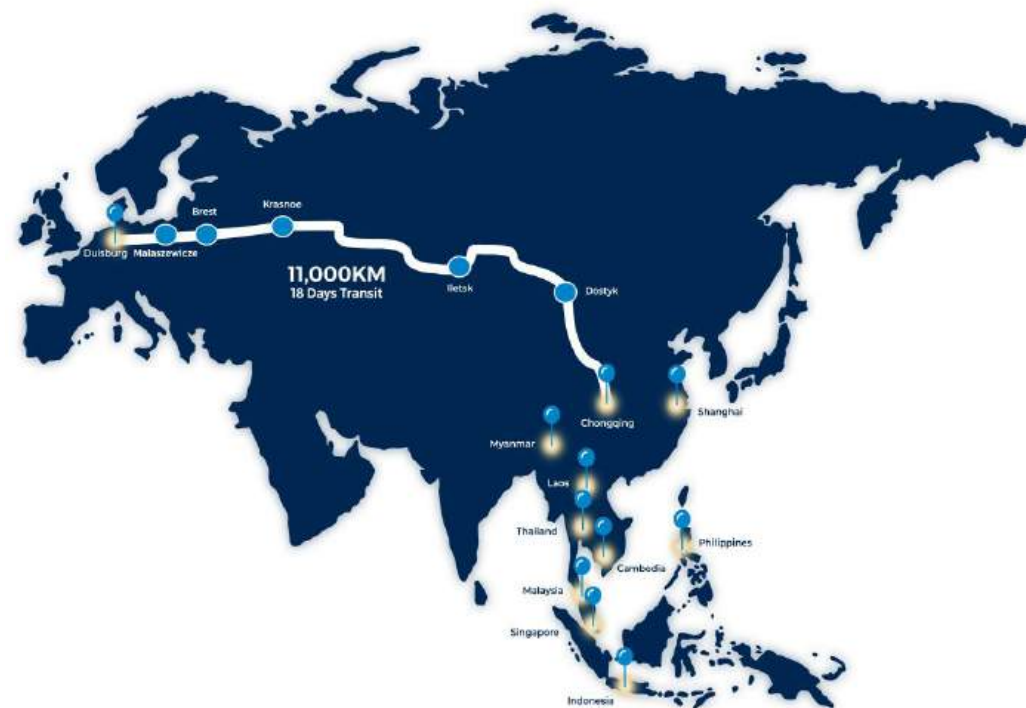 Krasnoe
Brest
Duisburg
Małaszewicze
11,000KM
18 Days Transit
Iletsk
Dostyk
Chongqing
Shanghai
Myanmar
Laos
Thailand
Philippines
Cambodia
Malaysia
Singapore
Indonesia